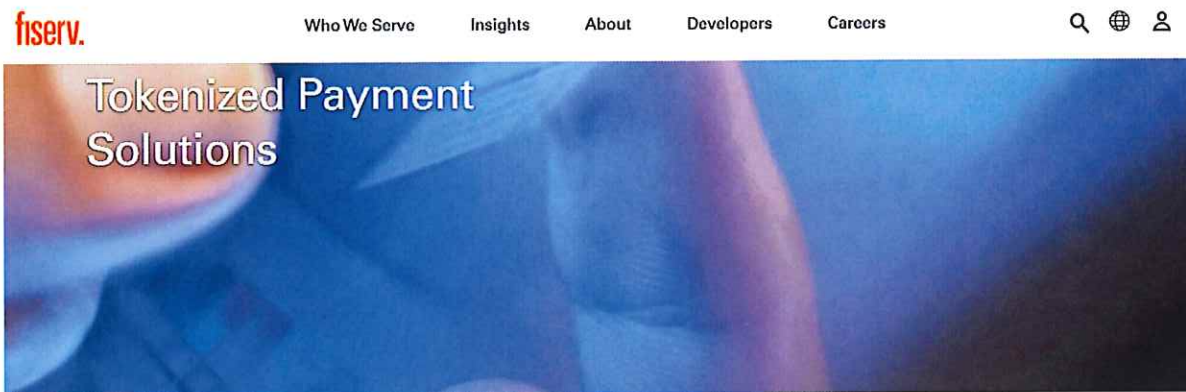 fiserv.
Who We Serve Insights About Developers Careers
Tokenized Payment
Solutions